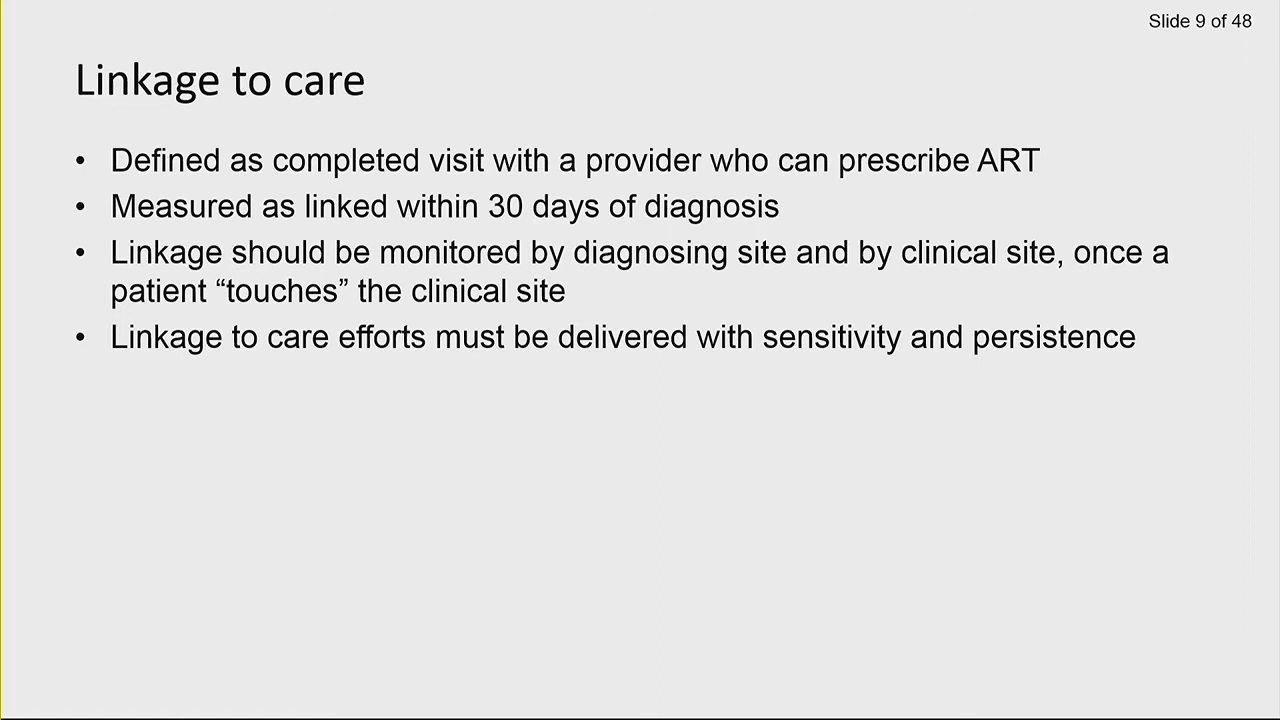 Slide 9 of 48
Linkage to care
• Defined as completed visit with a provider who can prescribe ART
• Measured as linked within 30 days of diagnosis
• Linkage should be monitored by diagnosing site and by clinical site, once a
patient “touches” the clinical site
• Linkage to care efforts must be delivered with sensitivity and persistence